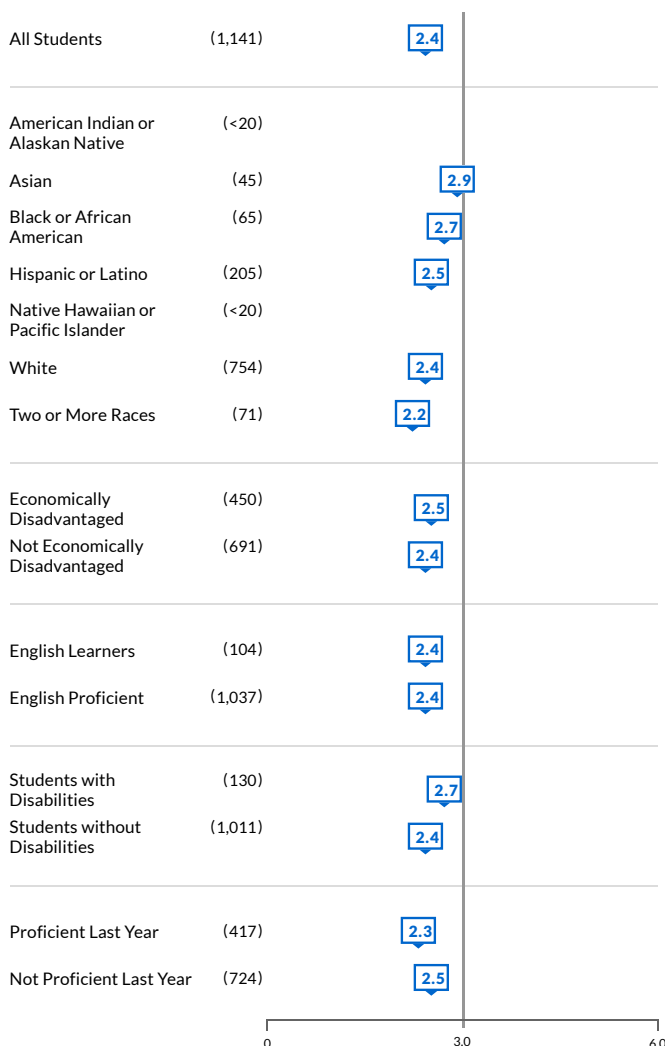 All Students (1,141) 2.4
American Indian or (<20)
Alaskan Native
Asian (45) 2.9
Black or African (65) 2.7
American
Hispanic or Latino (205) 2.5
Native Hawaiian or (<20)
Pacific Islander
White (754) 2.4
Two or More Races (71) 2.2
Economically (450) 2.5
Disadvantaged
Not Economically (691) 2.4
Disadvantaged
English Learners (104) 2.4
English Proficient (1,037) 2.4
Students with (130) 2.7
Disabilities
Students without (1,011) 2.4
Disabilities
Proficient Last Year (417) 2.3
Not Proficient Last Year (724) 2.5
0 3.0 6.0